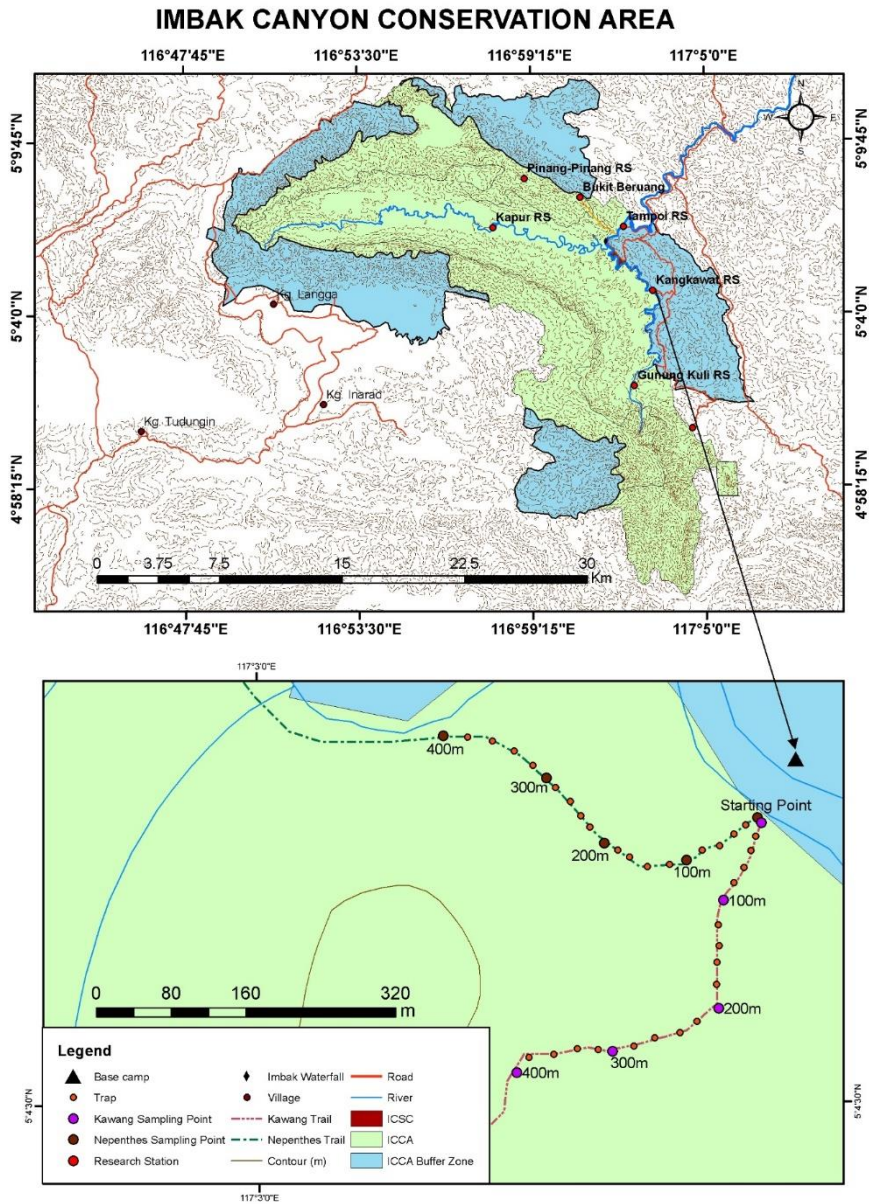 IMBAK CANYON CONSERVATION AREA
116°47'45"E 116°53'30"E 116°59'15"E 117°5'0"E
5°9'45"N 5°9'45"N
N
W E
S
Pinang-Pinang RS
Bukit Beruang
Kapur RS
Tampoi RS
Kangkawat RS
Kg. Langga
5°4'0"N 5°4'0"N
Gunung Kuli RS
Kg. Inarad
Kg. Tudungin
4°58'15"N 4°58'15"N
0 3.75 7.5 15 22.5 30
Km
116°47'45"E 116°53'30"E 116°59'15"E 117°5'0"E
117°3'0"E
400m
300m
Starting Point
200m
100m
100m
0 80 160 320
m
200m
300m
400m
Legend
Base camp Imbak Waterfall Road
Trap Village River
Kawang Sampling Point Kawang Trail ICSC
Nepenthes Sampling Point Nepenthes Trail ICCA
Research Station Contour (m) ICCA Buffer Zone
5°4'30"N 5°4'30"N
117°3'0"E